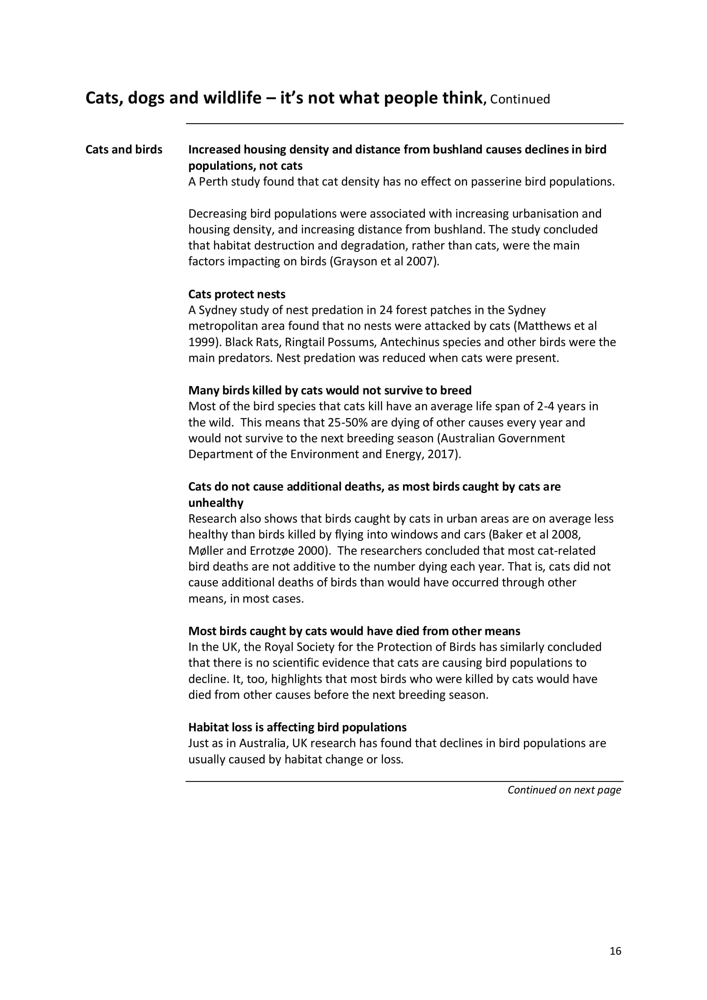 Cats, dogs and wildlife – it’s not what people think, Continued
Cats and birds
Increased housing density and distance from bushland causes declines in bird
populations, not cats
A Perth study found that cat density has no effect on passerine bird populations.
Decreasing bird populations were associated with increasing urbanisation and
housing density, and increasing distance from bushland. The study concluded
that habitat destruction and degradation, rather than cats, were the main
factors impacting on birds (Grayson et al 2007).
Cats protect nests
A Sydney study of nest predation in 24 forest patches in the Sydney
metropolitan area found that no nests were attacked by cats (Matthews et al
1999). Black Rats, Ringtail Possums, Antechinus species and other birds were the
main predators. Nest predation was reduced when cats were present.
Many birds killed by cats would not survive to breed
Most of the bird species that cats kill have an average life span of 2-4 years in
the wild.  This means that 25-50% are dying of other causes every year and
would not survive to the next breeding season (Australian Government
Department of the Environment and Energy, 2017).
Cats do not cause additional deaths, as most birds caught by cats are
unhealthy
Research also shows that birds caught by cats in urban areas are on average less
healthy than birds killed by flying into windows and cars (Baker et al 2008,
Møller and Errotzøe 2000).  The researchers concluded that most cat-related
bird deaths are not additive to the number dying each year. That is, cats did not
cause additional deaths of birds than would have occurred through other
means, in most cases.
Most birds caught by cats would have died from other means
In the UK, the Royal Society for the Protection of Birds has similarly concluded
that there is no scientific evidence that cats are causing bird populations to
decline. It, too, highlights that most birds who were killed by cats would have
died from other causes before the next breeding season.
Habitat loss is affecting bird populations
Just as in Australia, UK research has found that declines in bird populations are
usually caused by habitat change or loss.
Continued on next page
16